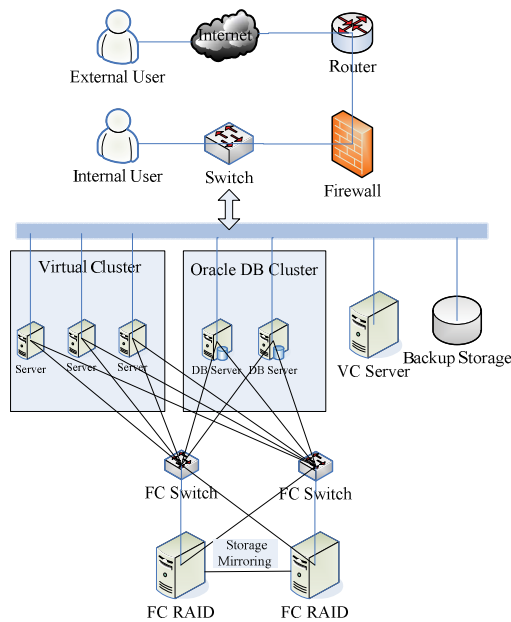 Internet
External User
Router
Internal User
Switch
Firewall
Virtual Cluster
Oracle DB Cluster
Server
Server
Server
DB Server
DB Server
VC Server
Backup Storage
FC Switch
FC Switch
Storage
Mirroring
FC RAID
FC RAID